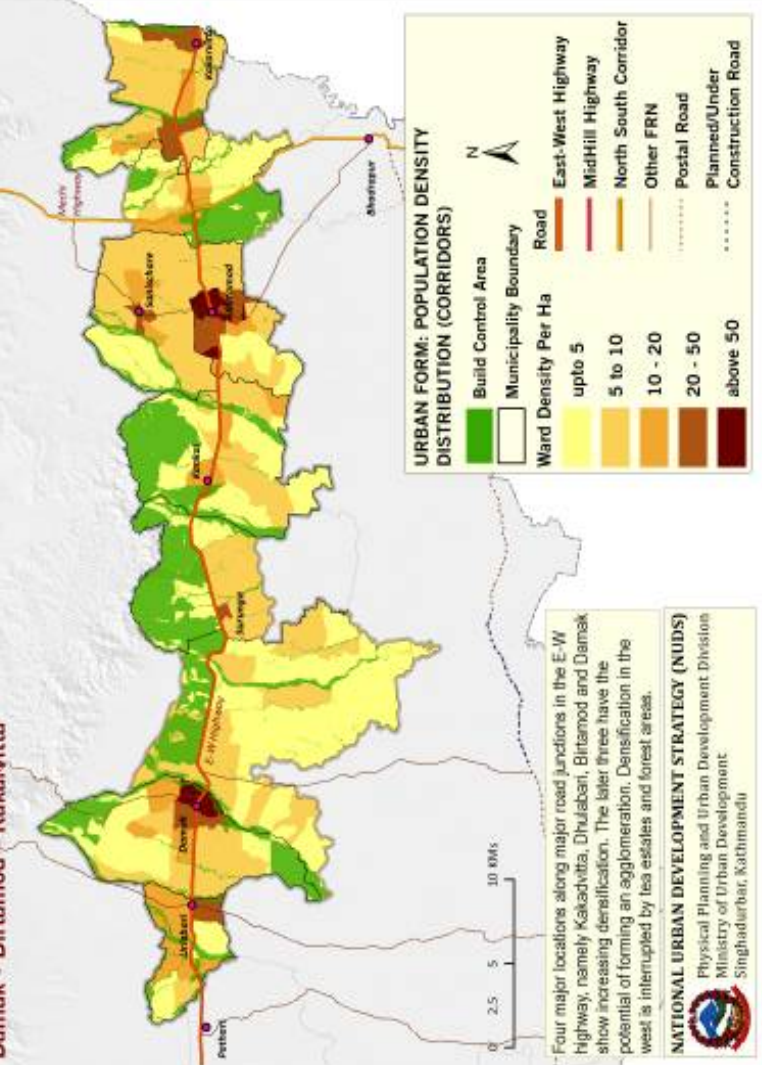 Damak - Birtamod - Kakarvitta
Mechi
Highway
Sanischare
Bhadrapur
Surunga
E-W Highway
Damak
Urlabari
Pathari
0 2.5 5 10 KMs
URBAN FORM: POPULATION DENSITY
DISTRIBUTION (CORRIDORS)
N
Build Control Area
Municipality Boundary
Ward Density Per Ha
upto 5
5 to 10
10 - 20
20 - 50
above 50
Road
East-West Highway
MidHill Highway
North South Corridor
Other FRN
Postal Road
Planned/Under
Construction Road
Four major locations along major road junctions in the E-W
highway, namely Kakadvitta, Dhulabari, Birtamod and Damak
show increasing densification. The later three have the
potential of forming an agglomeration. Densification in the
west is interrupted by tea estates and forest areas.
NATIONAL URBAN DEVELOPMENT STRATEGY (NUDS)
Physical Planning and Urban Development Division
Ministry of Urban Development
Singhadurbar, Kathmandu